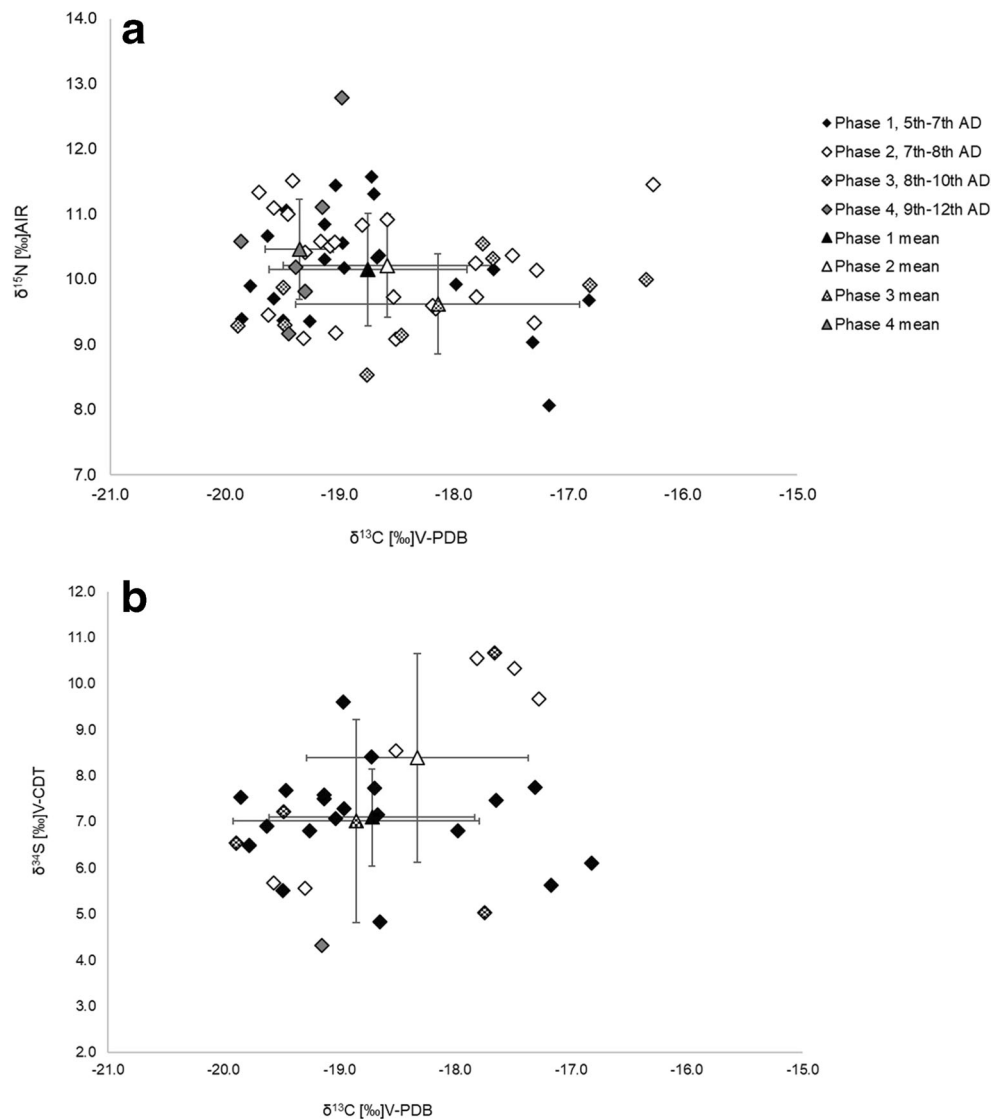 a
14.0
13.0
12.0
11.0
10.0
9.0
8.0
7.0
δ15N [‰]AIR
-21.0 -20.0 -19.0 -18.0 -17.0 -16.0 -15.0
δ13C [‰]V-PDB
Phase 1, 5th-7th AD
Phase 2, 7th-8th AD
Phase 3, 8th-10th AD
Phase 4, 9th-12th AD
Phase 1 mean
Phase 2 mean
Phase 3 mean
Phase 4 mean
b
12.0
11.0
10.0
9.0
8.0
7.0
6.0
5.0
4.0
3.0
2.0
δ34S [‰]V-CDT
-21.0 -20.0 -19.0 -18.0 -17.0 -16.0 -15.0
δ13C [‰]V-PDB